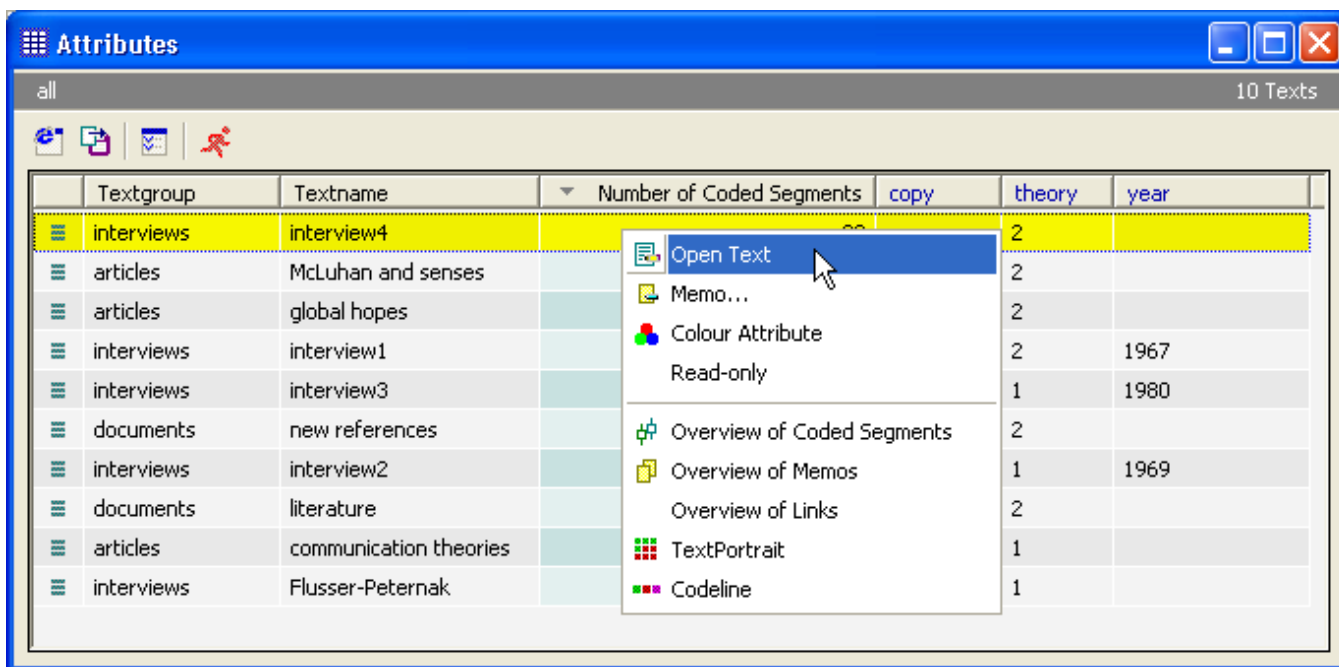 Attributes
all 10 Texts
Textgroup Textname Number of Coded Segments copy theory year
interviews interview4 2
Open Text
articles McLuhan and senses 2
Memo...
articles global hopes 2
Colour Attribute
interviews interview1 2 1967
Read-only
interviews interview3 1 1980
documents new references Overview of Coded Segments 2
interviews interview2 Overview of Memos 1 1969
documents literature Overview of Links 2
articles communication theories TextPortrait 1
interviews Flusser-Peternak Codeline 1